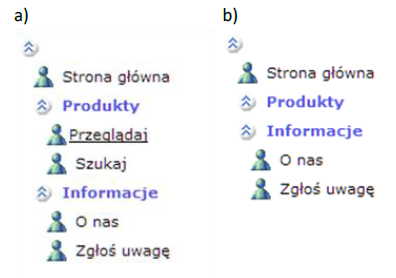 a)
Strona główna
Produkty
Przeglądaj
Szukaj
Informacje
O nas
Zgłoś uwagę
b)
Strona główna
Produkty
Informacje
O nas
Zgłoś uwagę